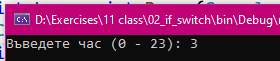 D:\Exercises\11 class\02_if_switch\bin\Debug\
Въведете час (0 - 23): 3